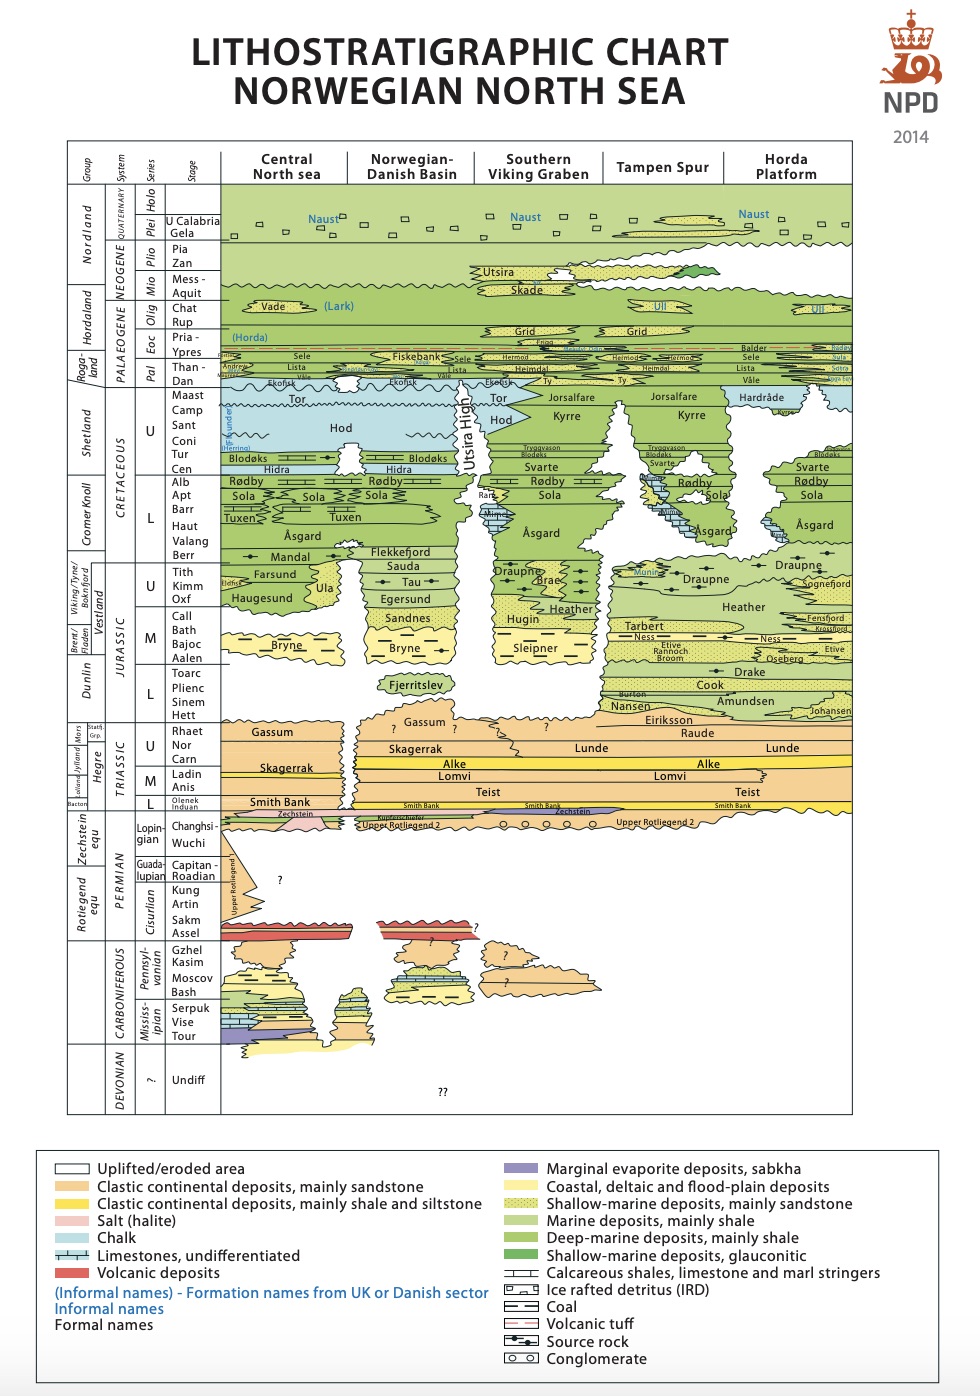 LITHOSTRATIGRAPHIC CHART
NORWEGIAN NORTH SEA
NPD
2014
Group
System
Series
Stage
Central
North sea
Norwegian-
Danish Basin
Southern
Viking Graben
Tampen Spur
Horda
Platform
Nordland
Hordaland
Roga-
land
Shetland
Cromer Knoll
Viking/Tyne/
Boknfjord
Vestland
Brent/
Fladen
Dunlin
Statfj.
Grp.
Hegre
Bacton
Zechstein
equ
Rotliegend
equ
QUATERNARY
NEOGENE
PALAEOGENE
CRETACEOUS
JURASSIC
TRIASSIC
PERMIAN
CARBONIFEROUS
DEVONIAN
Holo
Plei
Plio
Mio
Olig
Eoc
Pal
U
L
U
M
L
U
M
L
Lopin-
gian
Guada-
lupian
Cisurlian
Pennsyl-
vanian
Mississ-
ipian
?
U Calabria
Gela
Pia
Zan
Mess -
Aquit
Chat
Rup
Pria -
Ypres
Than -
Dan
Maast
Camp
Sant
Coni
Tur
Cen
Alb
Apt
Barr
Haut
Valang
Berr
Tith
Kimm
Oxf
Call
Bath
Bajoc
Aalen
Toarc
Plienc
Sinem
Hett
Rhaet
Nor
Carn
Ladin
Anis
Olenek
Induan
Changhsi-
Wuchi
Capitan -
Roadian
Kung
Artin
Sakm
Assel
Gzhel
Kasim
Moscov
Bash
Serpuk
Vise
Tour
Undiff
Naust Naust Naust
Utsira
Skade
Vade (Lark) Ull Ull
Grid Grid
(Horda) Balder
Sele Fiskebank Sele Hermod Hermod Sele
Lista Lista Heimdal Heimdal Lista
Våle Våle Ty Ty Våle
Ekofisk Ekofisk Ekofisk
Tor Tor Jorsalfare Jorsalfare Hardråde
Hod Hod Kyrre Kyrre Kyrre
Utsira High
(Herring)
Tryggvason Tryggvason
Blodøks Blodøks Blodøks Blodøks Blodøks
Hidra Hidra Svarte Svarte Svarte
Rødby Rødby Rødby Rødby Rødby
Sola Sola Sola Sola Sola Sola
Tuxen Tuxen
Åsgard Åsgard Åsgard Åsgard
Mandal Flekkefjord
Farsund Sauda Draupne Munin Draupne Draupne
Ula Tau Brae Sognefjord
Haugesund Egersund Heather Heather
Sandnes Hugin Tarbert Fensfjord
Krossfjord
Bryne Bryne Sleipner Ness Ness
Etive Etive
Rannoch
Broom Oseberg
Drake
Fjerritslev Cook
Burton
Nansen Amundsen Johansen
Gassum Gassum Eiriksson
? ? ? Raude
Skagerrak Lunde Lunde
Skagerrak Alke Alke
Lomvi Lomvi
Teist Teist
Smith Bank Smith Bank Smith Bank Smith Bank
Zechstein Zechstein
Kupferschiefer
Upper Rotliegend 2 Upper Rotliegend 2
Upper Rotliegend 1
?
?
? ?
?
??
Uplifted/eroded area
Clastic continental deposits, mainly sandstone
Clastic continental deposits, mainly shale and siltstone
Salt (halite)
Chalk
Limestones, undifferentiated
Volcanic deposits
(Informal names) - Formation names from UK or Danish sector
Informal names
Formal names
Marginal evaporite deposits, sabkha
Coastal, deltaic and flood-plain deposits
Shallow-marine deposits, mainly sandstone
Marine deposits, mainly shale
Deep-marine deposits, mainly shale
Shallow-marine deposits, glauconitic
Calcareous shales, limestone and marl stringers
Ice rafted detritus (IRD)
Coal
Volcanic tuff
Source rock
Conglomerate